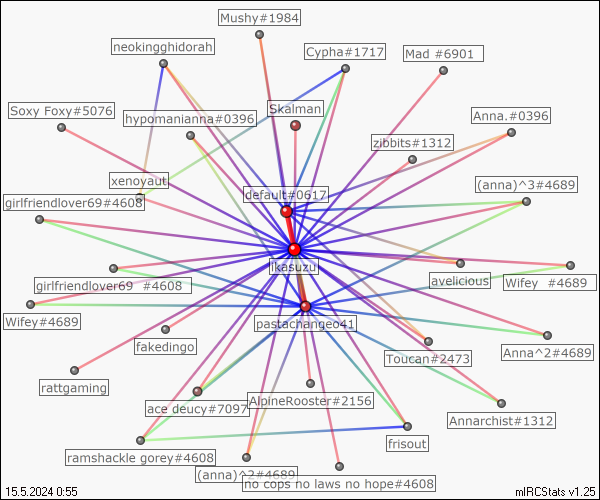 Mushy#1984
neokingghidorah
Cypha#1717
Mad #6901
Soxy Foxy#5076
hypomanianna#0396
Skalman
Anna.#0396
zibbits#1312
xenoyaut
default#0617
(anna)^3#4689
girlfriendlover69#4608
ikasuzu
girlfriendlover69 #4608
avelicious
Wifey #4689
Wifey#4689
pastachangeo41
fakedingo
Toucan#2473
Anna^2#4689
rattgaming
ace deucy#7097
AlpineRooster#2156
Annarchist#1312
frisout
ramshackle gorey#4608
(anna)^2#4689
no cops no laws no hope#4608
15.5.2024 0:55
mIRCStats v1.25